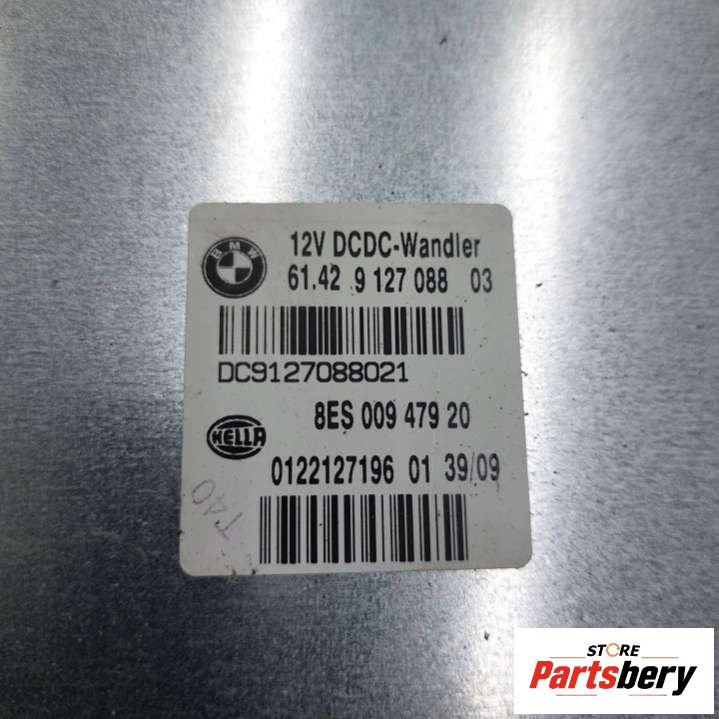 BMW
12V DCDC-Wandler
61.42 9 127 088 03
DC9127088021
8ES 009 479 20
HELLA
0122127196 01 39/09
T40
STORE
Partsbery